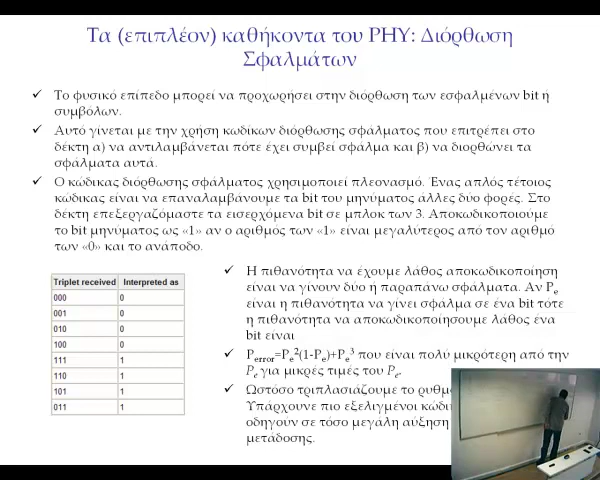 Τα (επιπλέον) καθήκοντα του PHY: Διόρθωση
Σφαλμάτων
✓ Το φυσικό επίπεδο μπορεί να προχωρήσει στην διόρθωση των εσφαλμένων bit ή
συμβόλων.
✓ Αυτό γίνεται με την χρήση κωδίκων διόρθωσης σφάλματος που επιτρέπει στο
δέκτη α) να αντιλαμβάνεται πότε έχει συμβεί σφάλμα και β) να διορθώνει τα
σφάλματα αυτά.
✓ Ο κώδικας διόρθωσης σφάλματος χρησιμοποιεί πλεονασμό. Ένας απλός τέτοιος
κώδικας είναι να επαναλαμβάνουμε τα bit του μηνύματος άλλες δύο φορές. Στο
δέκτη επεξεργαζόμαστε τα εισερχόμενα bit σε μπλοκ των 3. Αποκωδικοποιούμε
το bit μηνύματος ως «1» αν ο αριθμός των «1» είναι μεγαλύτερος από τον αριθμό
των «0» και το ανάποδο.
Triplet received Interpreted as
000 0
001 0
010 0
100 0
111 1
110 1
101 1
011 1
✓ Η πιθανότητα να έχουμε λάθος αποκωδικοποίηση
είναι να γίνουν δύο ή παραπάνω σφάλματα. Αν Pe
είναι η πιθανότητα να γίνει σφάλμα σε ένα bit τότε
η πιθανότητα να αποκωδικοποίησουμε λάθος ένα
bit είναι
✓ Perror=Pe²(1-Pe)+Pe³ που είναι πολύ μικρότερη από την
Pe για μικρές τιμές του Pe.
✓ Ωστόσο τριπλασιάζουμε το
Υπάρχουνε πιο εξελιγμένοι
οδηγούν σε τόσο μεγάλη αύξηση
μετάδοσης.